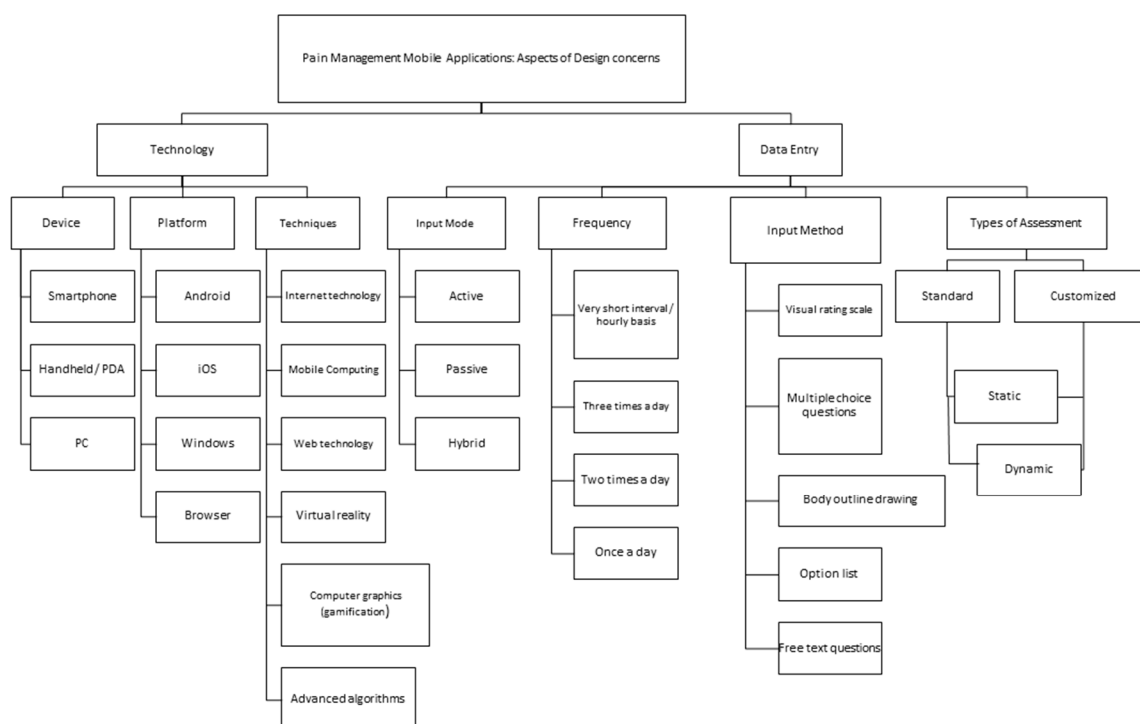 Pain Management Mobile Applications: Aspects of Design concerns
Technology
Data Entry
Device
Platform
Techniques
Input Mode
Frequency
Input Method
Types of Assessment
Smartphone
Handheld / PDA
PC
Android
iOS
Windows
Browser
Internet technology
Mobile Computing
Web technology
Virtual reality
Computer graphics
(gamification)
Advanced algorithms
Active
Passive
Hybrid
Very short interval /
hourly basis
Three times a day
Two times a day
Once a day
Visual rating scale
Multiple choice
questions
Body outline drawing
Option list
Free text questions
Standard
Customized
Static
Dynamic